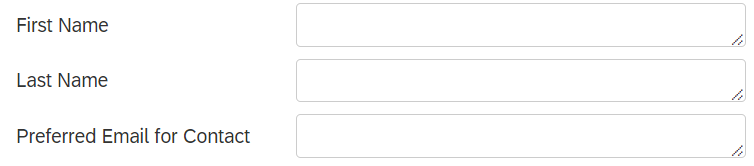 First Name
Last Name
Preferred Email for Contact